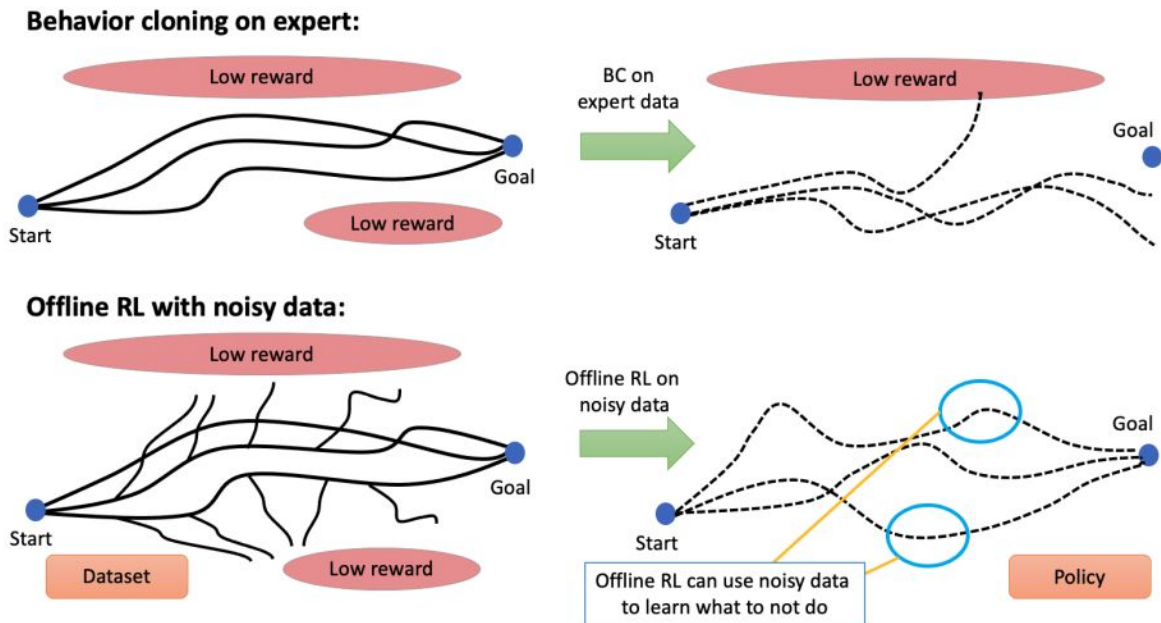 Behavior cloning on expert:
Low reward
Goal
Low reward
Start
BC on
expert data
Low reward
Goal
Start
Offline RL with noisy data:
Low reward
Goal
Start
Dataset
Low reward
Offline RL on
noisy data
Goal
Start
Offline RL can use noisy data
to learn what to not do
Policy